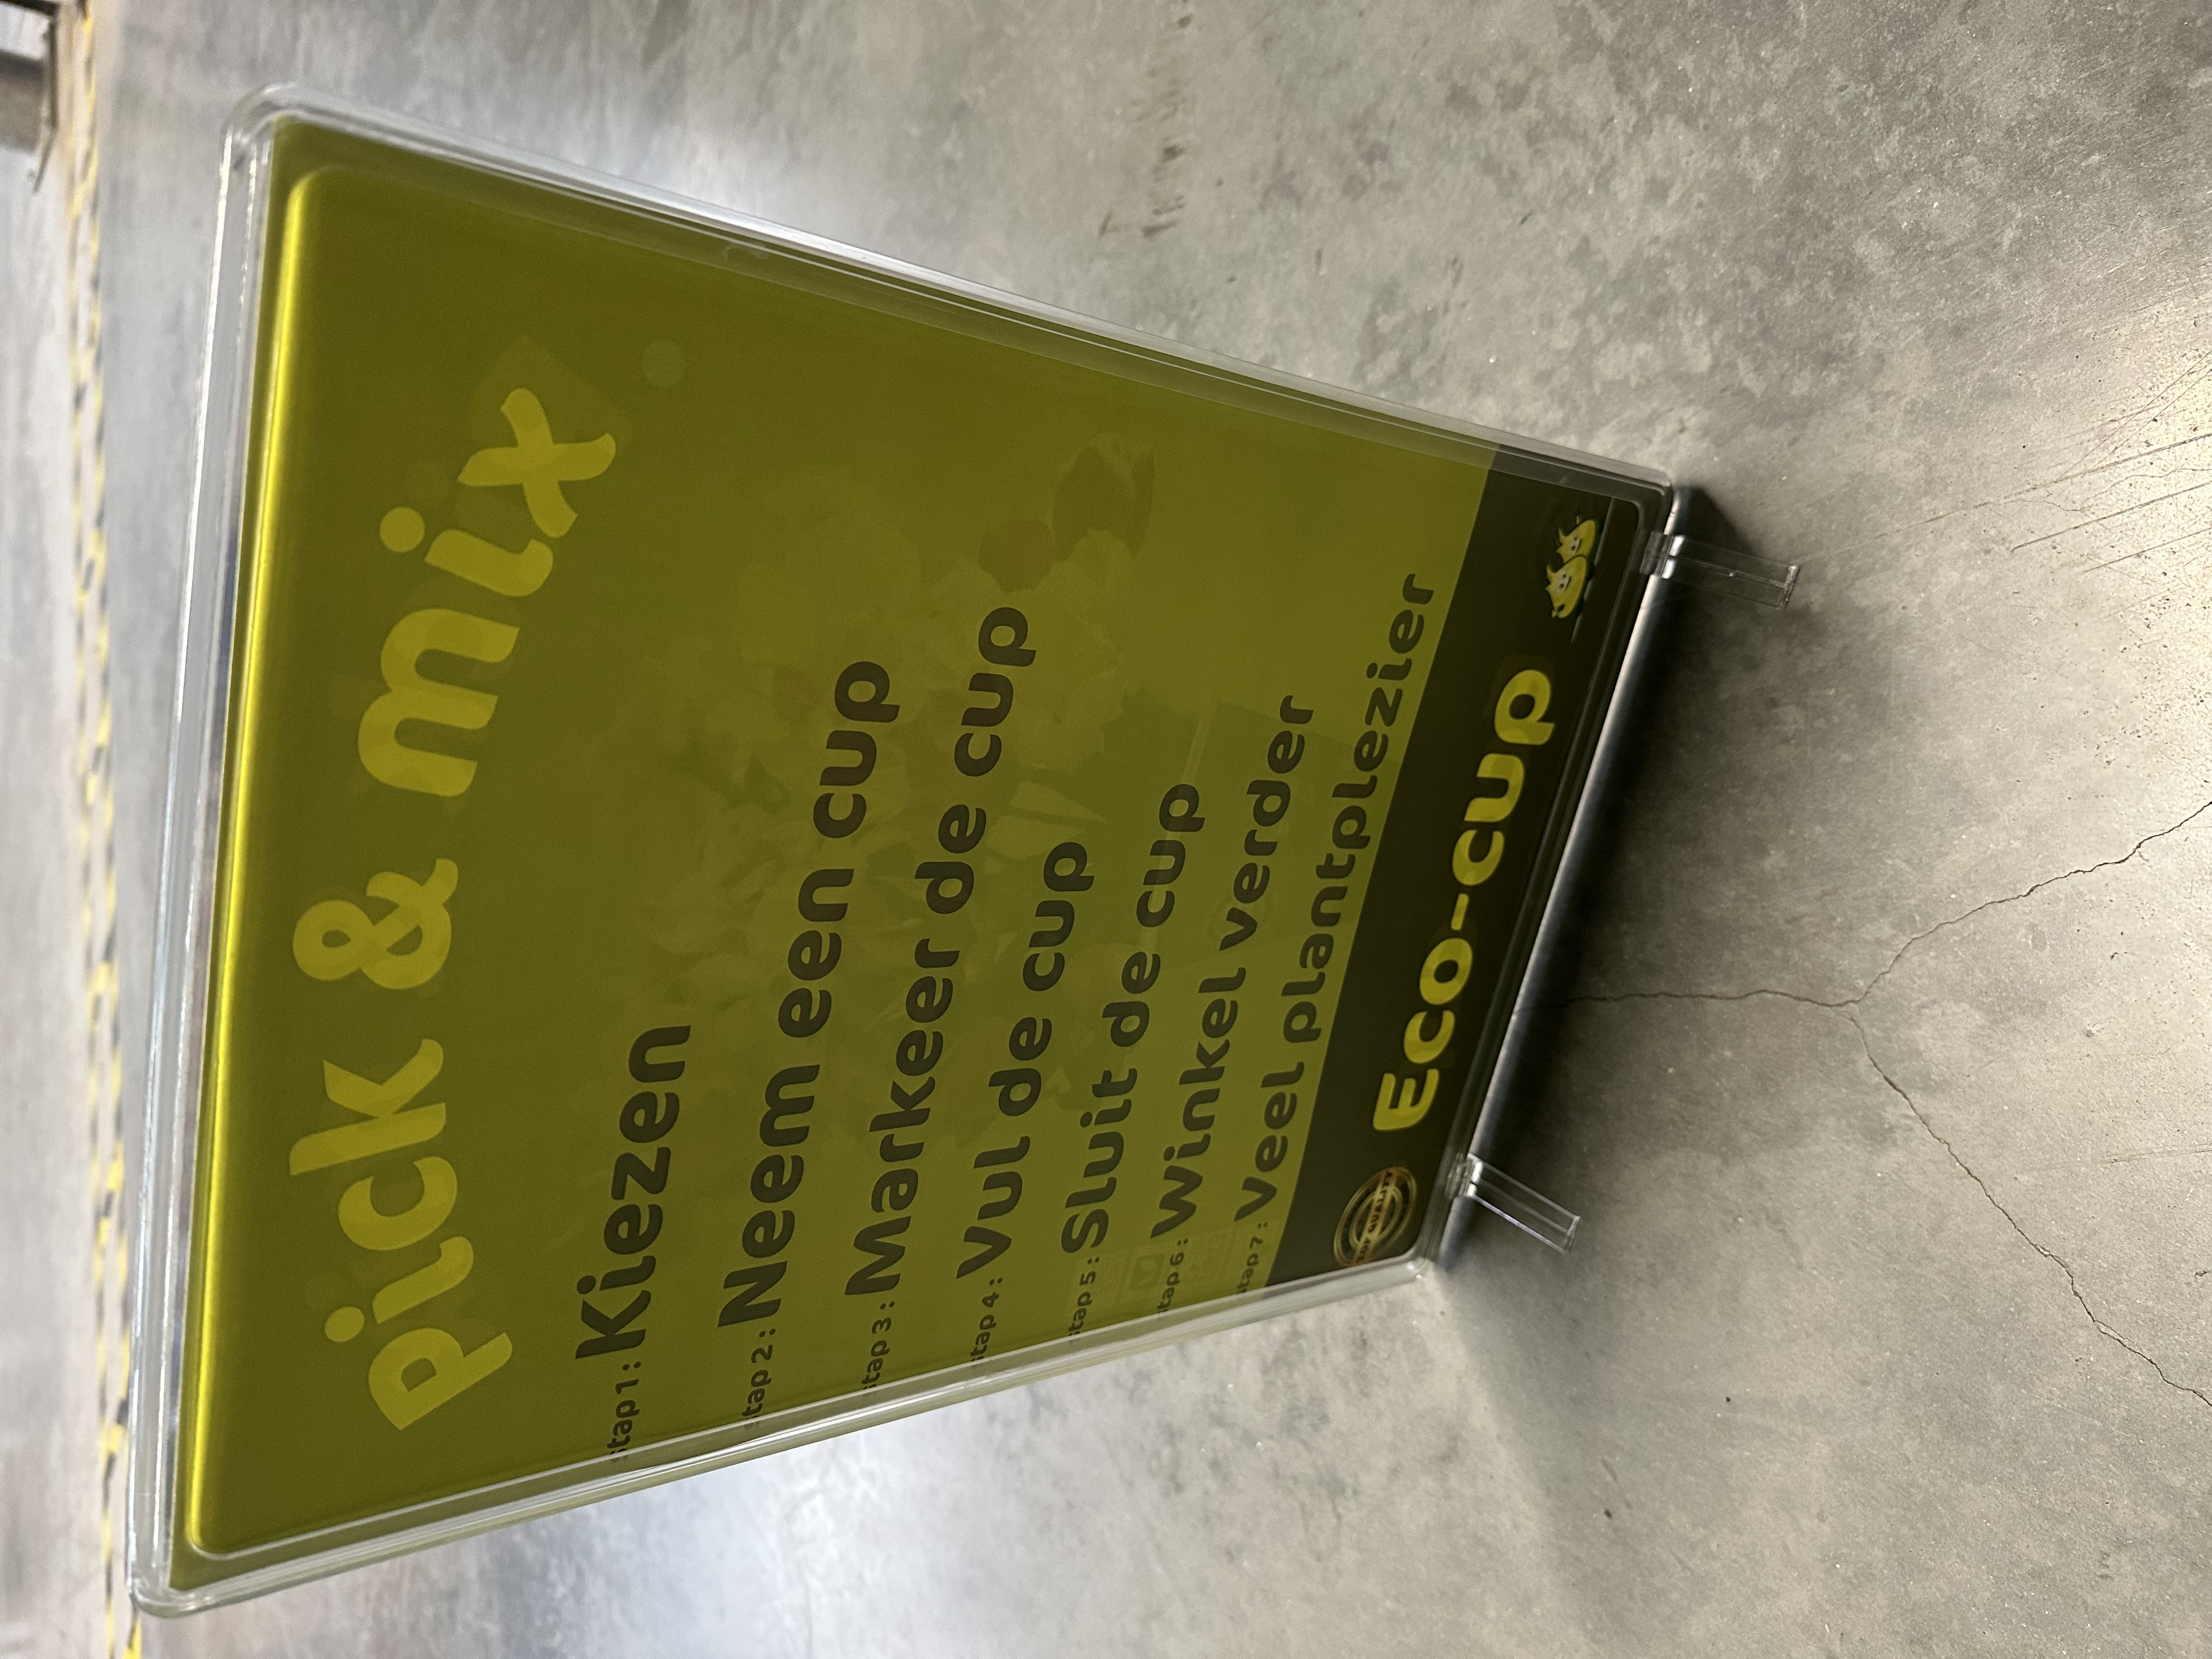 pick & mix
stap 1: Kiezen
stap 2: Neem een cup
stap 3: Markeer de cup
stap 4: Vul de cup
stap 5: Sluit de cup
stap 6: Winkel verder
stap 7: Veel plantplezier
Eco-cup
QUALITY